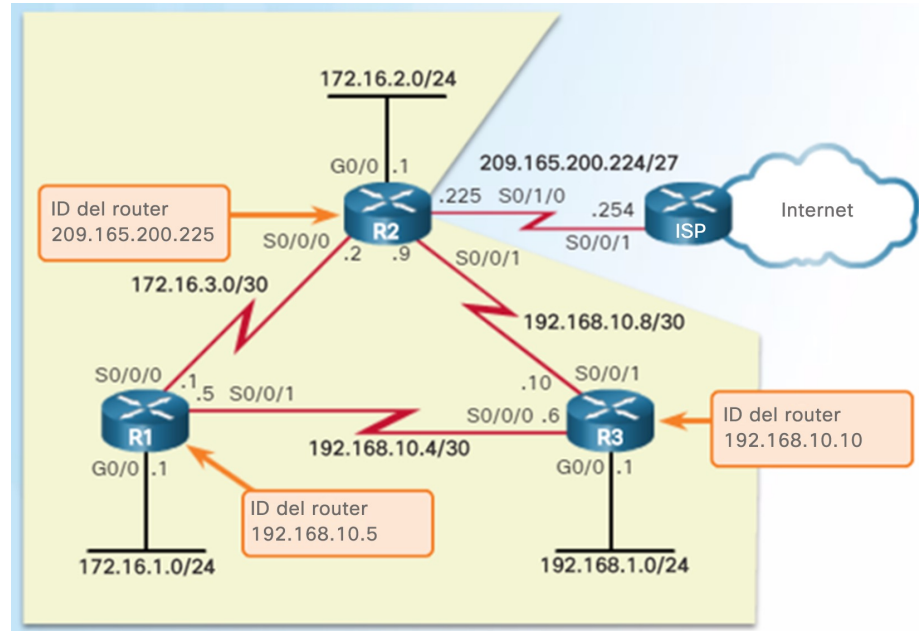 172.16.2.0/24
G0/0 .1
209.165.200.224/27
ID del router
209.165.200.225
.225 S0/1/0
.254
ISP
Internet
R2
S0/0/0
.2 .9
S0/0/1
S0/0/1
172.16.3.0/30
192.168.10.8/30
S0/0/0 .1
.5 S0/0/1
.10 S0/0/1
S0/0/0 .6
ID del router
192.168.10.10
R1
R3
192.168.10.4/30
G0/0 .1
G0/0 .1
ID del router
192.168.10.5
172.16.1.0/24
192.168.1.0/24